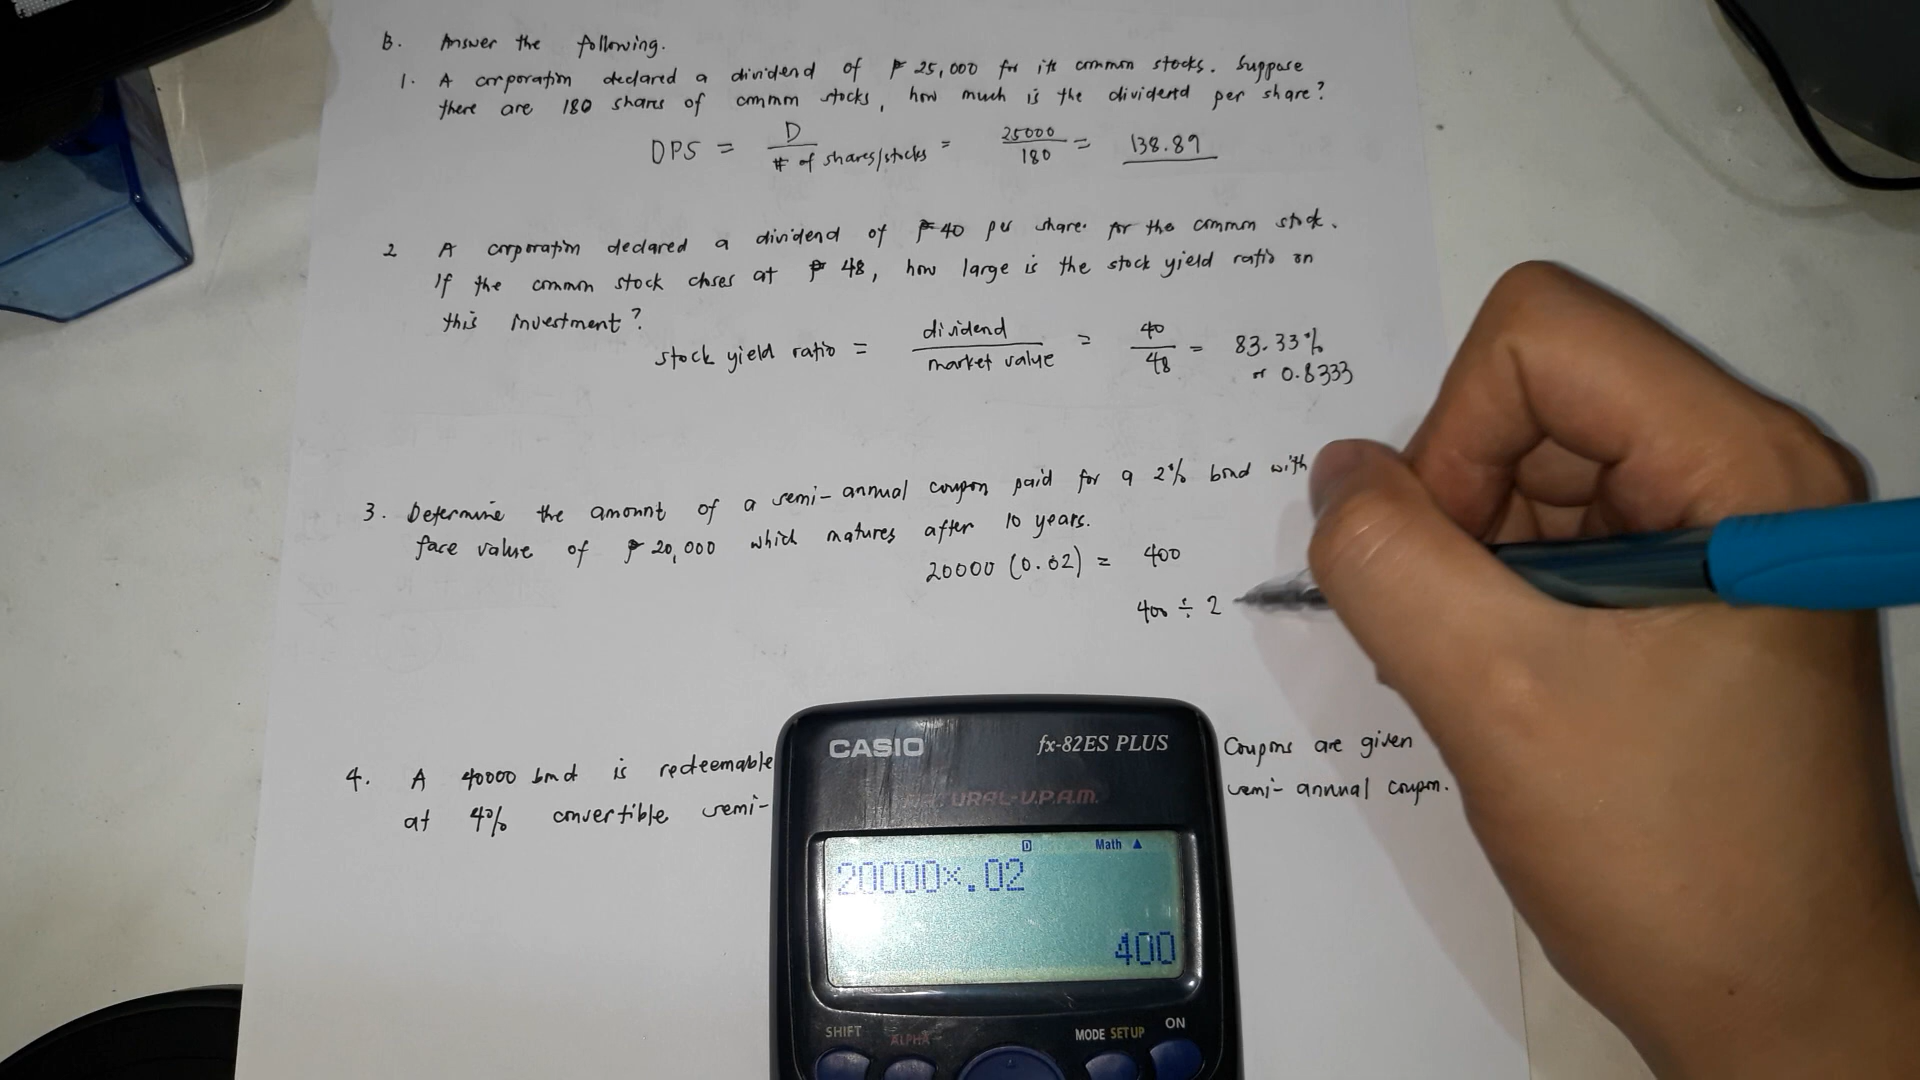 B. Answer the following.
1. A corporation declared a dividend of ₱ 25,000 for its common stocks. Suppose
there are 180 shares of common stocks, how much is the dividend per share?
DPS = D / # of shares/stocks = 25000 / 180 = 138.89
2 A corporation declared a dividend of ₱ 40 per share for the common stock.
If the common stock closes at ₱ 48, how large is the stock yield ratio on
this investment?
stock yield ratio = dividend / market value = 40 / 48 = 83.33%
or 0.8333
3. Determine the amount of a semi-annual coupon paid for a 2% bond with
face value of ₱ 20,000 which matures after 10 years.
20000 (0.02) = 400
400 ÷ 2
4. A 40000 bond is redeemable Coupons are given
at 4% convertible semi- semi-annual coupon.
CASIO fx-82ES PLUS
NATURAL-V.P.A.M.
D Math ▲
20000×.02
400
SHIFT ALPHA MODE SETUP ON